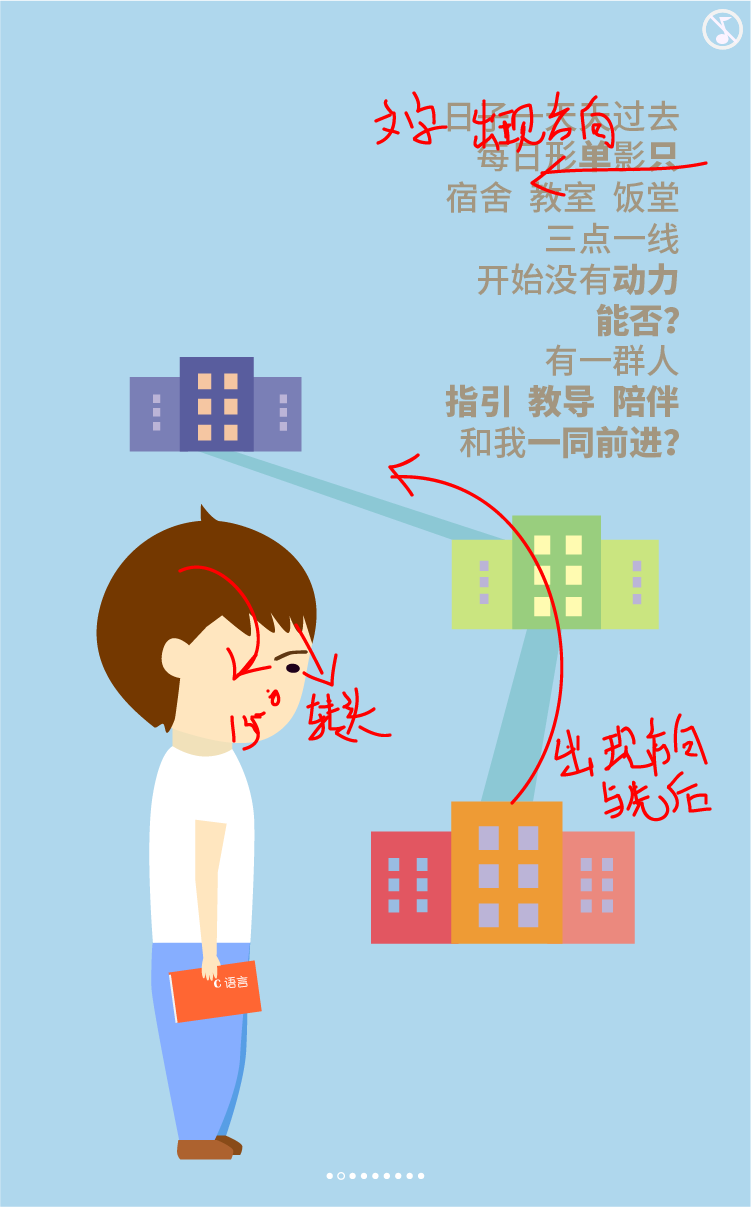 文字出现方向
日子一天天过去
每日形单影只
宿舍 教室 饭堂
三点一线
开始没有动力
能否?
有一群人
指引 教导 陪伴
和我一同前进?
15°
转头
出现方向
与先后
C 语言